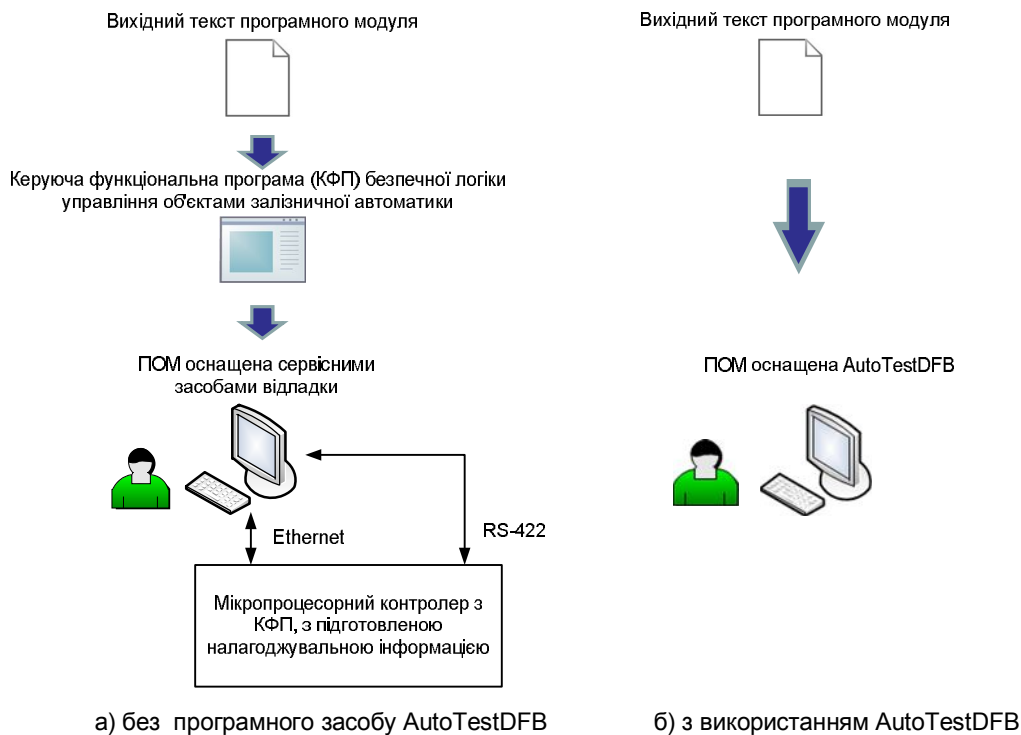 Вихідний текст програмного модуля
Керуюча функціональна програма (КФП) безпечної логіки
управління об'єктами залізничної автоматики
ПОМ оснащена сервісними
засобами відладки
Ethernet
RS-422
Мікропроцесорний контролер з
КФП, з підготовленою
налагоджувальною інформацією
а) без програмного засобу AutoTestDFB
Вихідний текст програмного модуля
ПОМ оснащена AutoTestDFB
б) з використанням AutoTestDFB